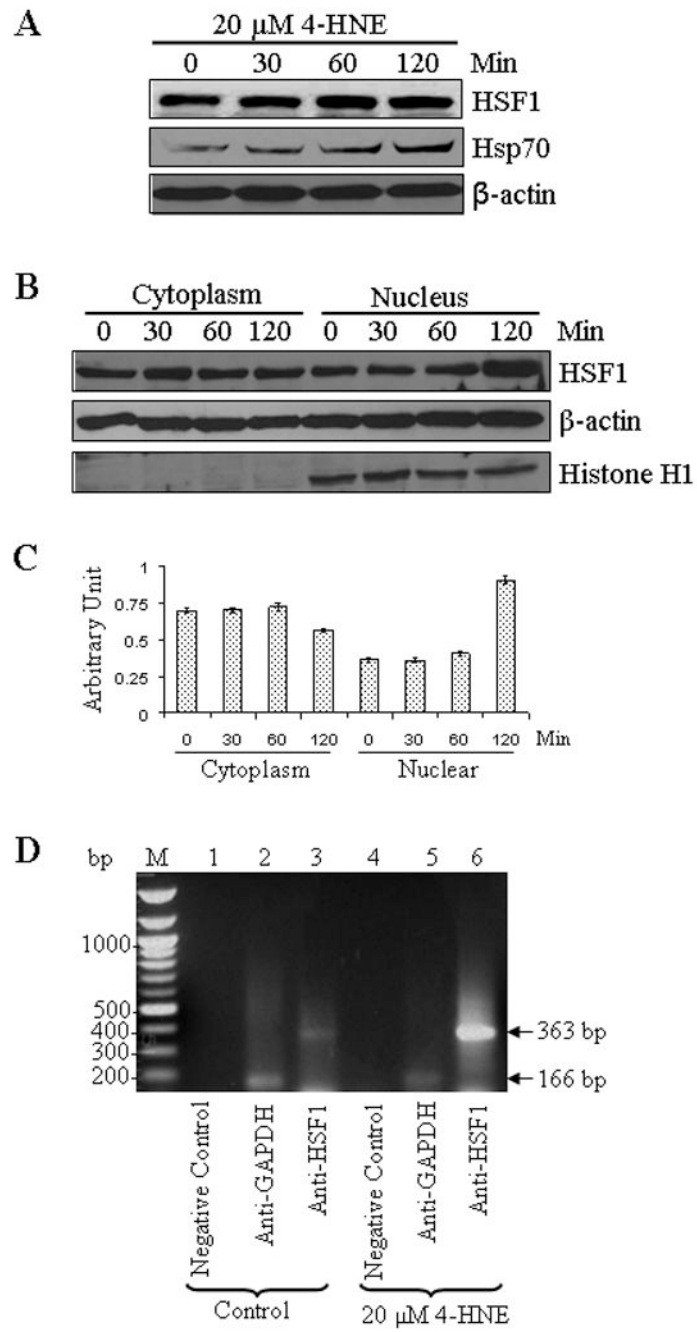 A
20 μM 4-HNE
0 30 60 120 Min
HSF1
Hsp70
β-actin
B
Cytoplasm Nucleus
0 30 60 120 0 30 60 120 Min
HSF1
β-actin
Histone H1
C
Arbitrary Unit
1
0.75
0.5
0.25
0
0 30 60 120 0 30 60 120 Min
Cytoplasm Nuclear
D
bp M 1 2 3 4 5 6
1000
500
400
300
200
363 bp
166 bp
Negative Control
Anti-GAPDH
Anti-HSF1
Negative Control
Anti-GAPDH
Anti-HSF1
Control 20 μM 4-HNE